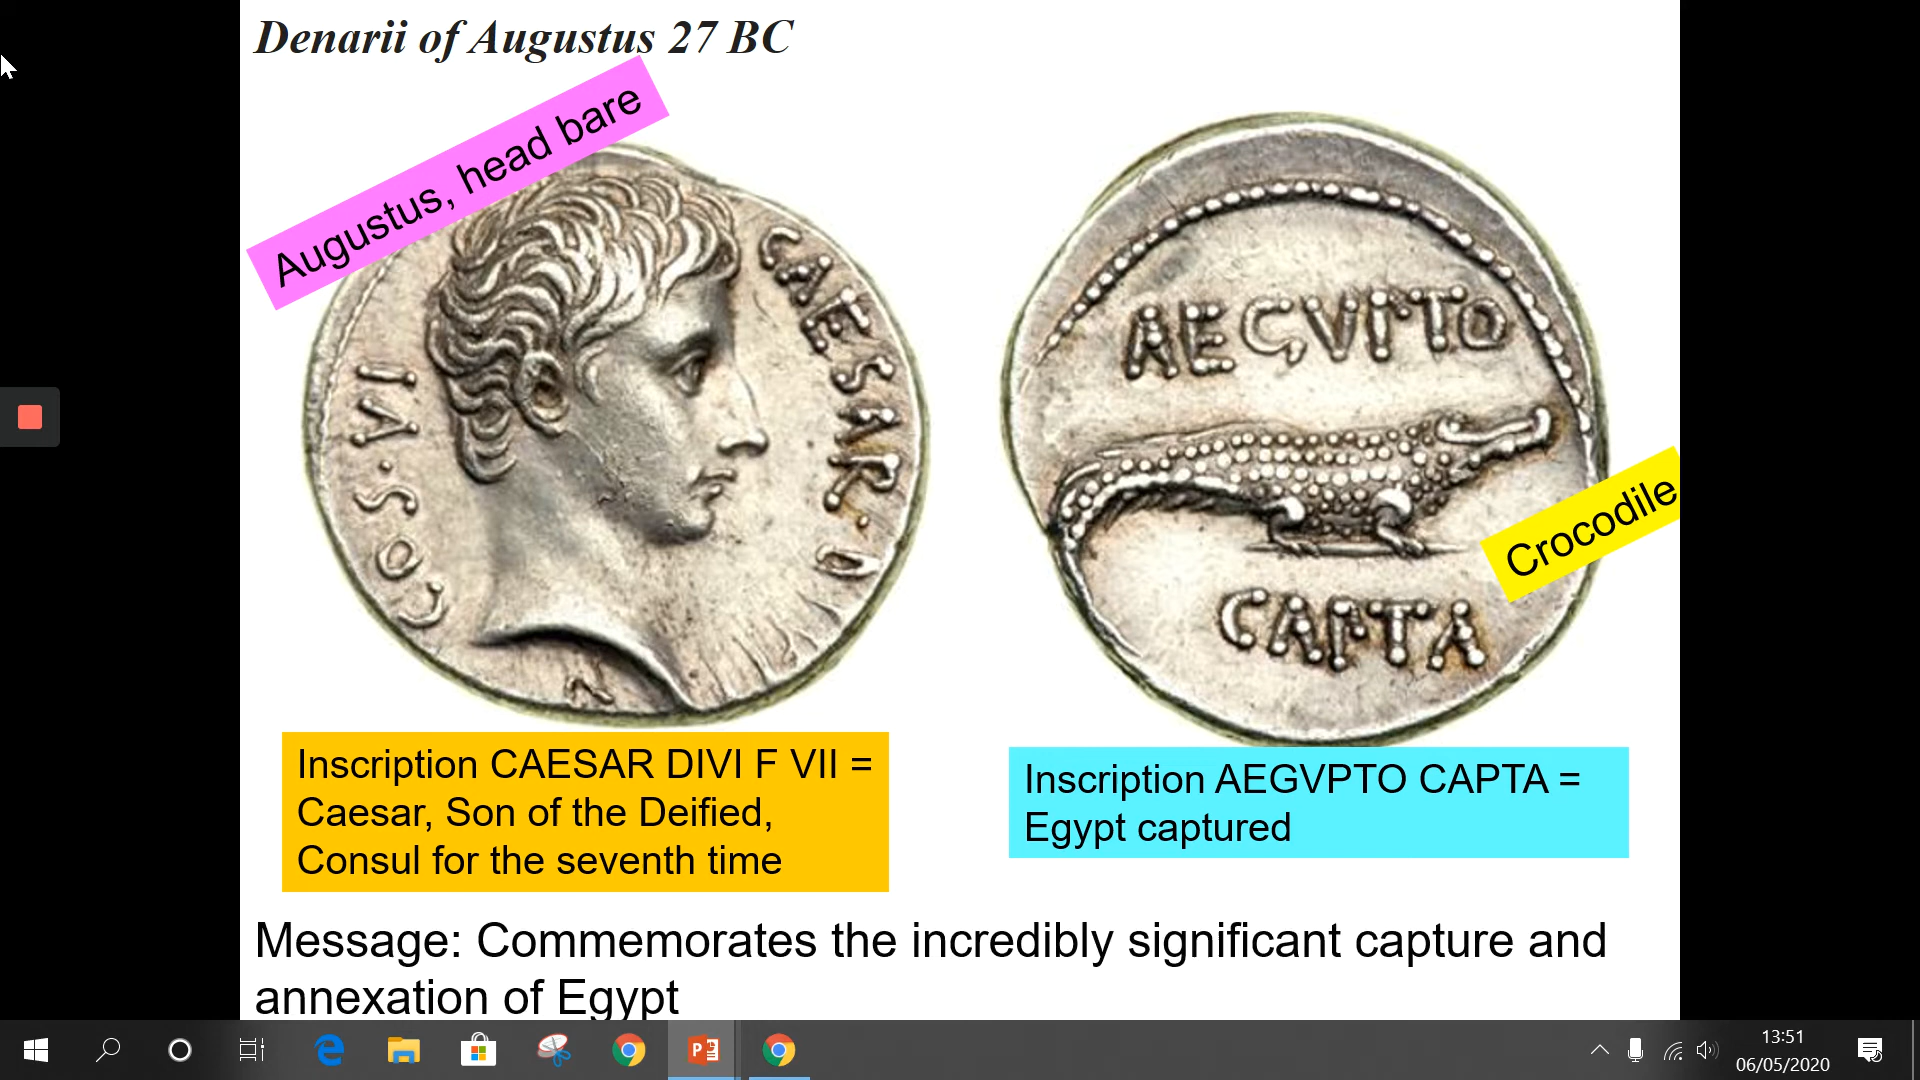 Denarii of Augustus 27 BC
Augustus, head bare
CAESAR·D
COS·VI
AEGVPTO
CAPTA
Crocodile
Inscription CAESAR DIVI F VII =
Caesar, Son of the Deified,
Consul for the seventh time
Inscription AEGVPTO CAPTA =
Egypt captured
Message: Commemorates the incredibly significant capture and
annexation of Egypt
13:51
06/05/2020